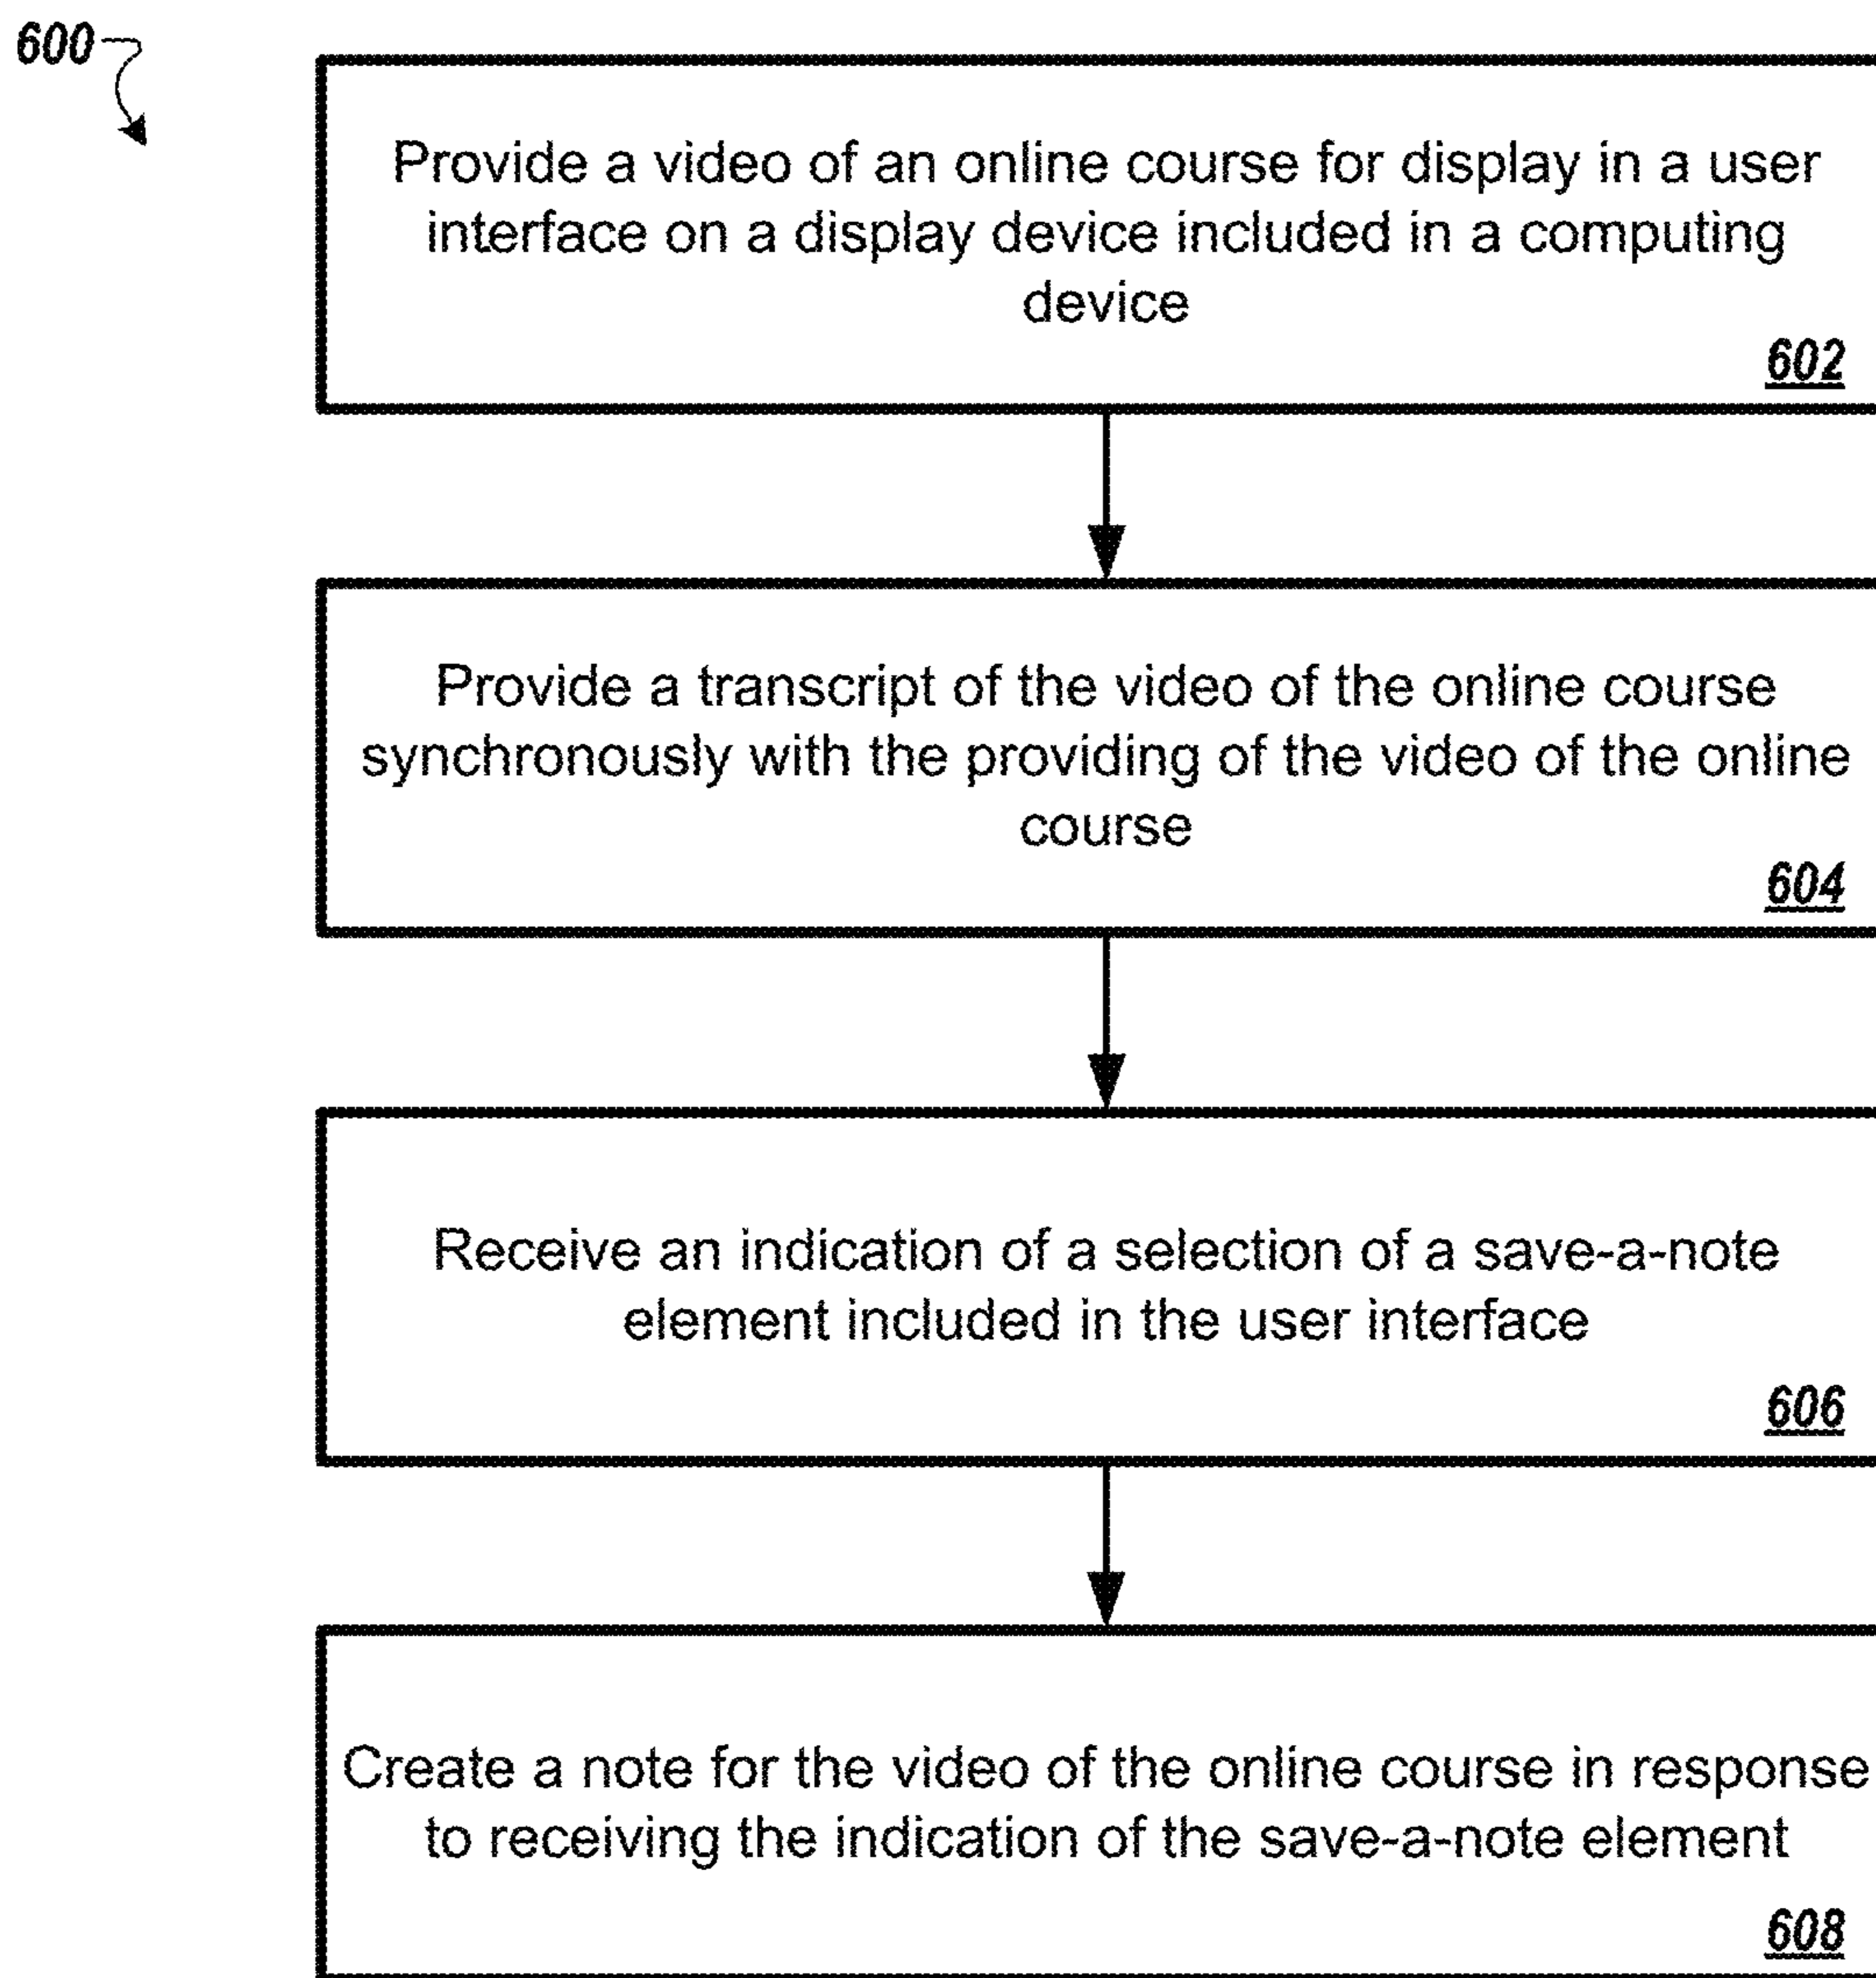 600
Provide a video of an online course for display in a user
interface on a display device included in a computing
device
602
Provide a transcript of the video of the online course
synchronously with the providing of the video of the online
course
604
Receive an indication of a selection of a save-a-note
element included in the user interface
606
Create a note for the video of the online course in response
to receiving the indication of the save-a-note element
608